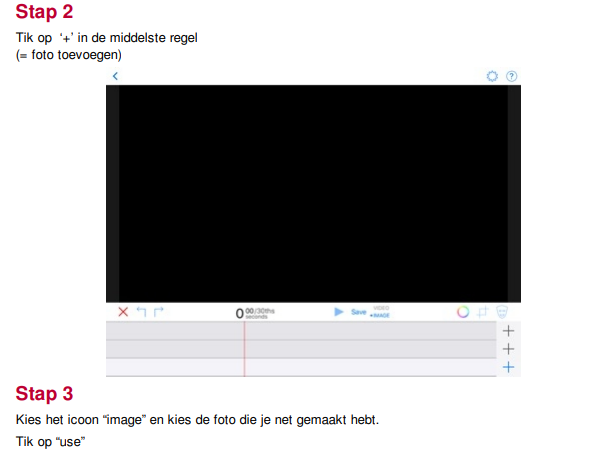 Stap 2
Tik op ‘+’ in de middelste regel
(= foto toevoegen)
0 00/30ths
seconds
Save
VIDEO
IMAGE
Stap 3
Kies het icoon “image” en kies de foto die je net gemaakt hebt.
Tik op “use”